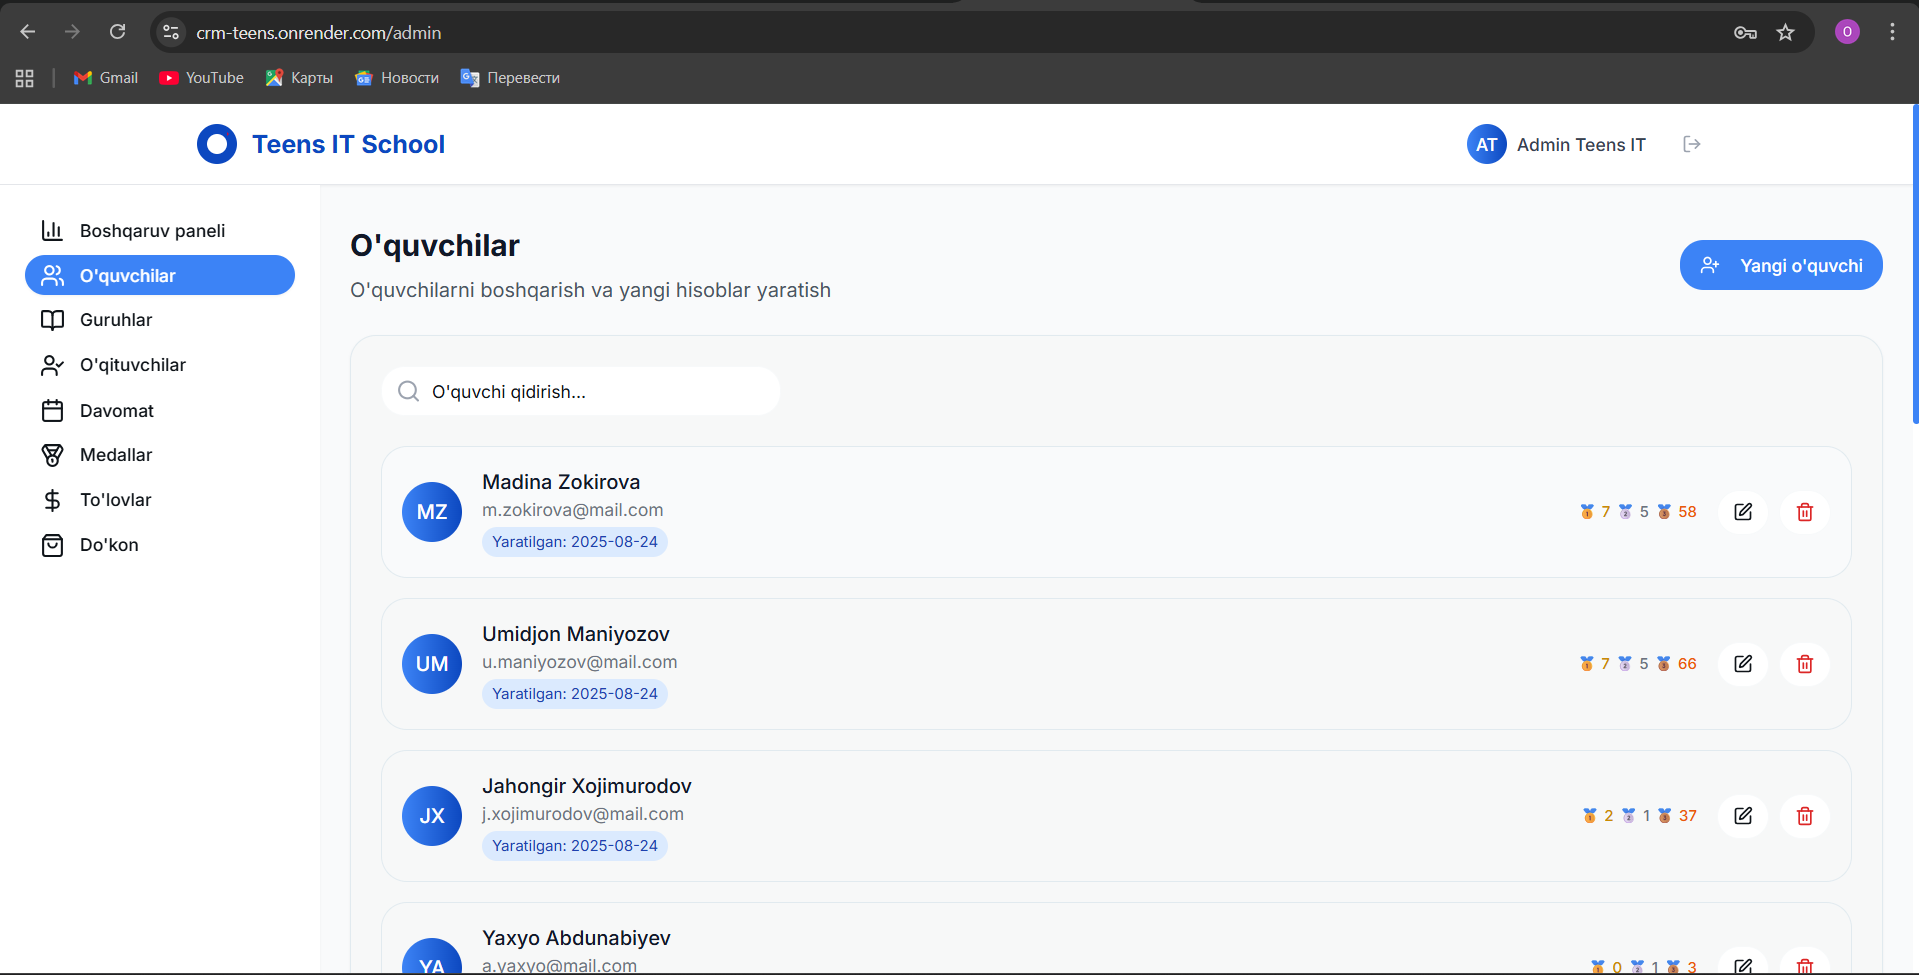 crm-teens.onrender.com/admin
O
Gmail
YouTube
Карты
Новости
Перевести
Teens IT School
AT
Admin Teens IT
Boshqaruv paneli
O'quvchilar
Guruhlar
O'qituvchilar
Davomat
Medallar
To'lovlar
Do'kon
O'quvchilar
O'quvchilarni boshqarish va yangi hisoblar yaratish
Yangi o'quvchi
O'quvchi qidirish...
MZ
Madina Zokirova
m.zokirova@mail.com
Yaratilgan: 2025-08-24
7 5 58
UM
Umidjon Maniyozov
u.maniyozov@mail.com
Yaratilgan: 2025-08-24
7 5 66
JX
Jahongir Xojimurodov
j.xojimurodov@mail.com
Yaratilgan: 2025-08-24
2 1 37
YA
Yaxyo Abdunabiyev
a.yaxyo@mail.com
0 1 3